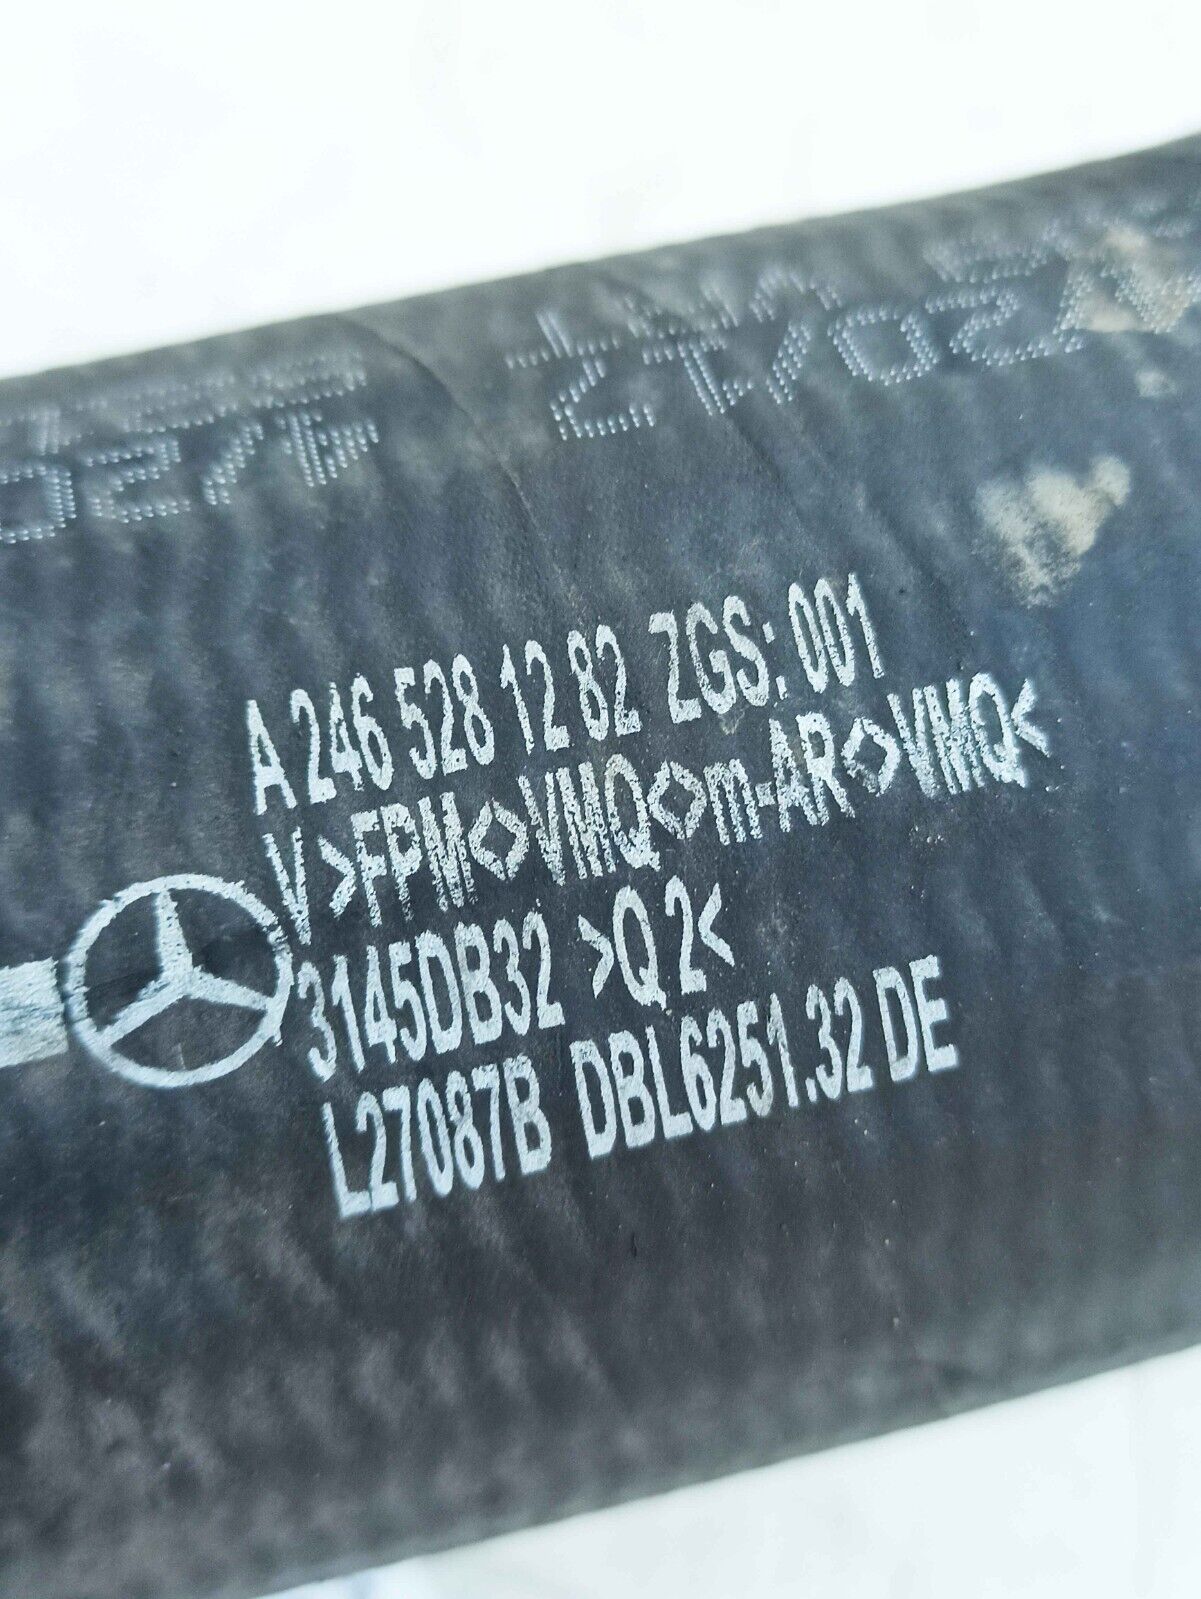 A 246 528 12 82 ZGS: 001
V>FPM<>VMQ<>m-AR<>VMQ<
3145DB32 >Q 2<
L27087B DBL6251.32 DE